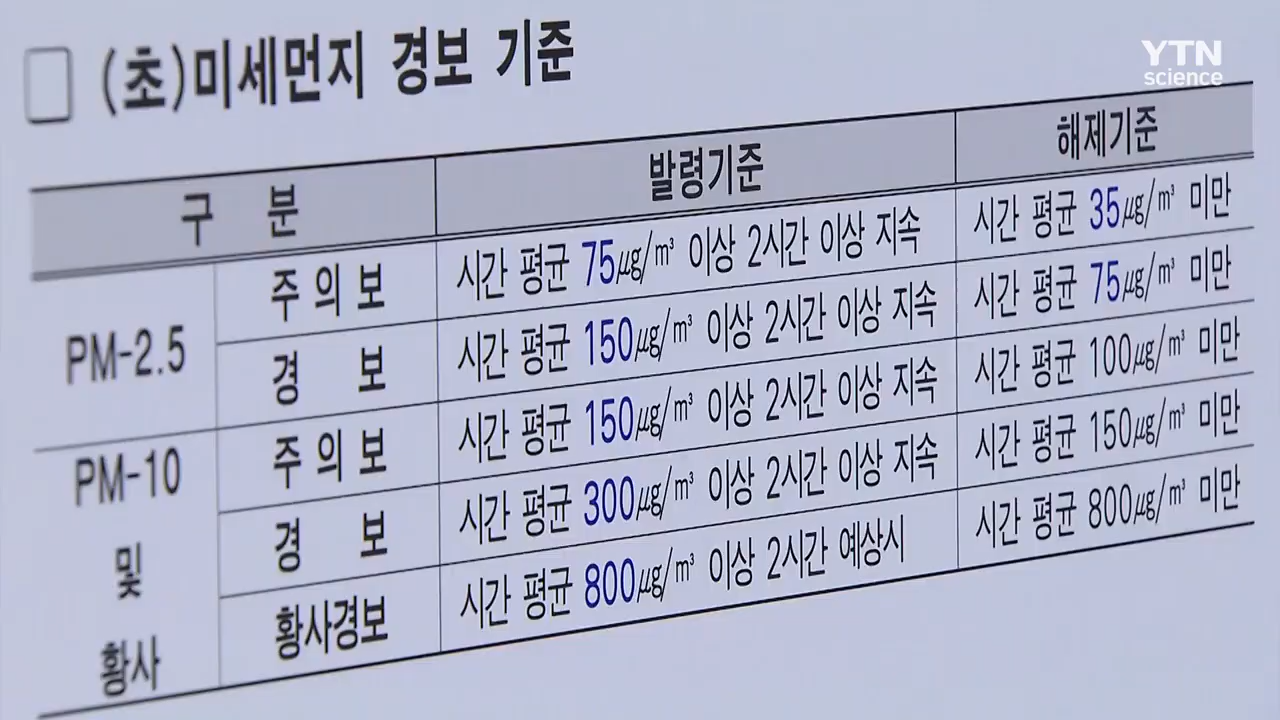 YTN
science
□ (초)미세먼지 경보 기준
구 분 발령기준 해제기준
PM-2.5 주의보 시간 평균 75㎍/㎥ 이상 2시간 이상 지속 시간 평균 35㎍/㎥ 미만
경 보 시간 평균 150㎍/㎥ 이상 2시간 이상 지속 시간 평균 75㎍/㎥ 미만
PM-10 및 황사 주의보 시간 평균 150㎍/㎥ 이상 2시간 이상 지속 시간 평균 100㎍/㎥ 미만
경 보 시간 평균 300㎍/㎥ 이상 2시간 이상 지속 시간 평균 150㎍/㎥ 미만
황사경보 시간 평균 800㎍/㎥ 이상 2시간 예상시 시간 평균 800㎍/㎥ 미만